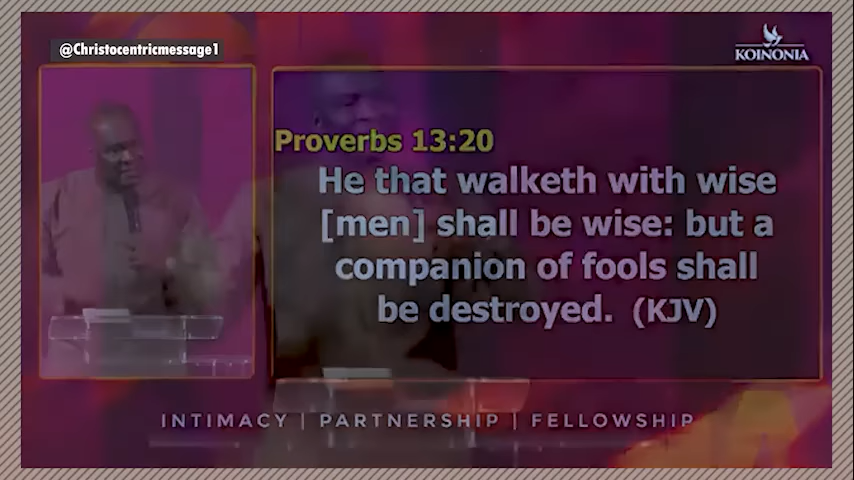 @Christocentricmessage1
KOINONIA
Proverbs 13:20
He that walketh with wise
[men] shall be wise: but a
companion of fools shall
be destroyed. (KJV)
INTIMACY | PARTNERSHIP | FELLOWSHIP